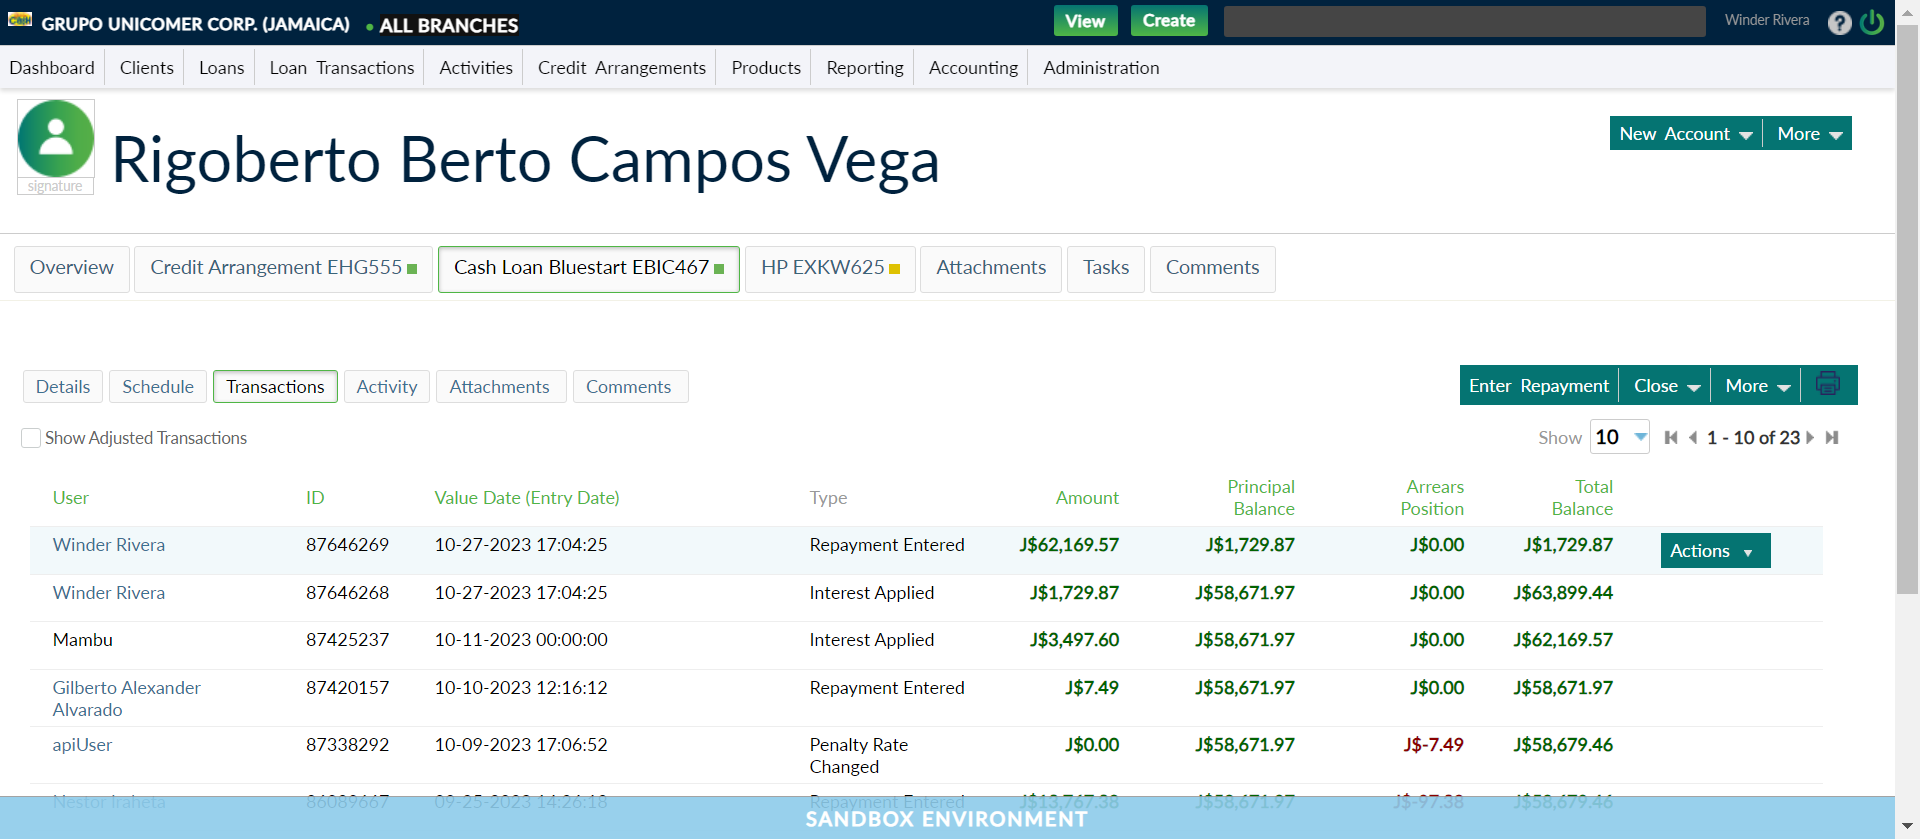 Cash GRUPO UNICOMER CORP. (JAMAICA) ALL BRANCHES View Create Winder Rivera ?
Dashboard Clients Loans Loan Transactions Activities Credit Arrangements Products Reporting Accounting Administration
signature
Rigoberto Berto Campos Vega
New Account More
Overview Credit Arrangement EHG555 Cash Loan Bluestart EBIC467 HP EXKW625 Attachments Tasks Comments
Details Schedule Transactions Activity Attachments Comments
Enter Repayment Close More
Show Adjusted Transactions
Show 10 1 - 10 of 23
User ID Value Date (Entry Date) Type Amount Principal Balance Arrears Position Total Balance
Winder Rivera 87646269 10-27-2023 17:04:25 Repayment Entered J$62,169.57 J$1,729.87 J$0.00 J$1,729.87 Actions
Winder Rivera 87646268 10-27-2023 17:04:25 Interest Applied J$1,729.87 J$58,671.97 J$0.00 J$63,899.44
Mambu 87425237 10-11-2023 00:00:00 Interest Applied J$3,497.60 J$58,671.97 J$0.00 J$62,169.57
Gilberto Alexander Alvarado 87420157 10-10-2023 12:16:12 Repayment Entered J$7.49 J$58,671.97 J$0.00 J$58,671.97
apiUser 87338292 10-09-2023 17:06:52 Penalty Rate Changed J$0.00 J$58,671.97 J$-7.49 J$58,679.46
Nestor Iraheta 86089667 09-25-2023 14:26:18 Repayment Entered J$13,767.38 J$58,671.97 J$-97.38 J$58,679.46
SANDBOX ENVIRONMENT